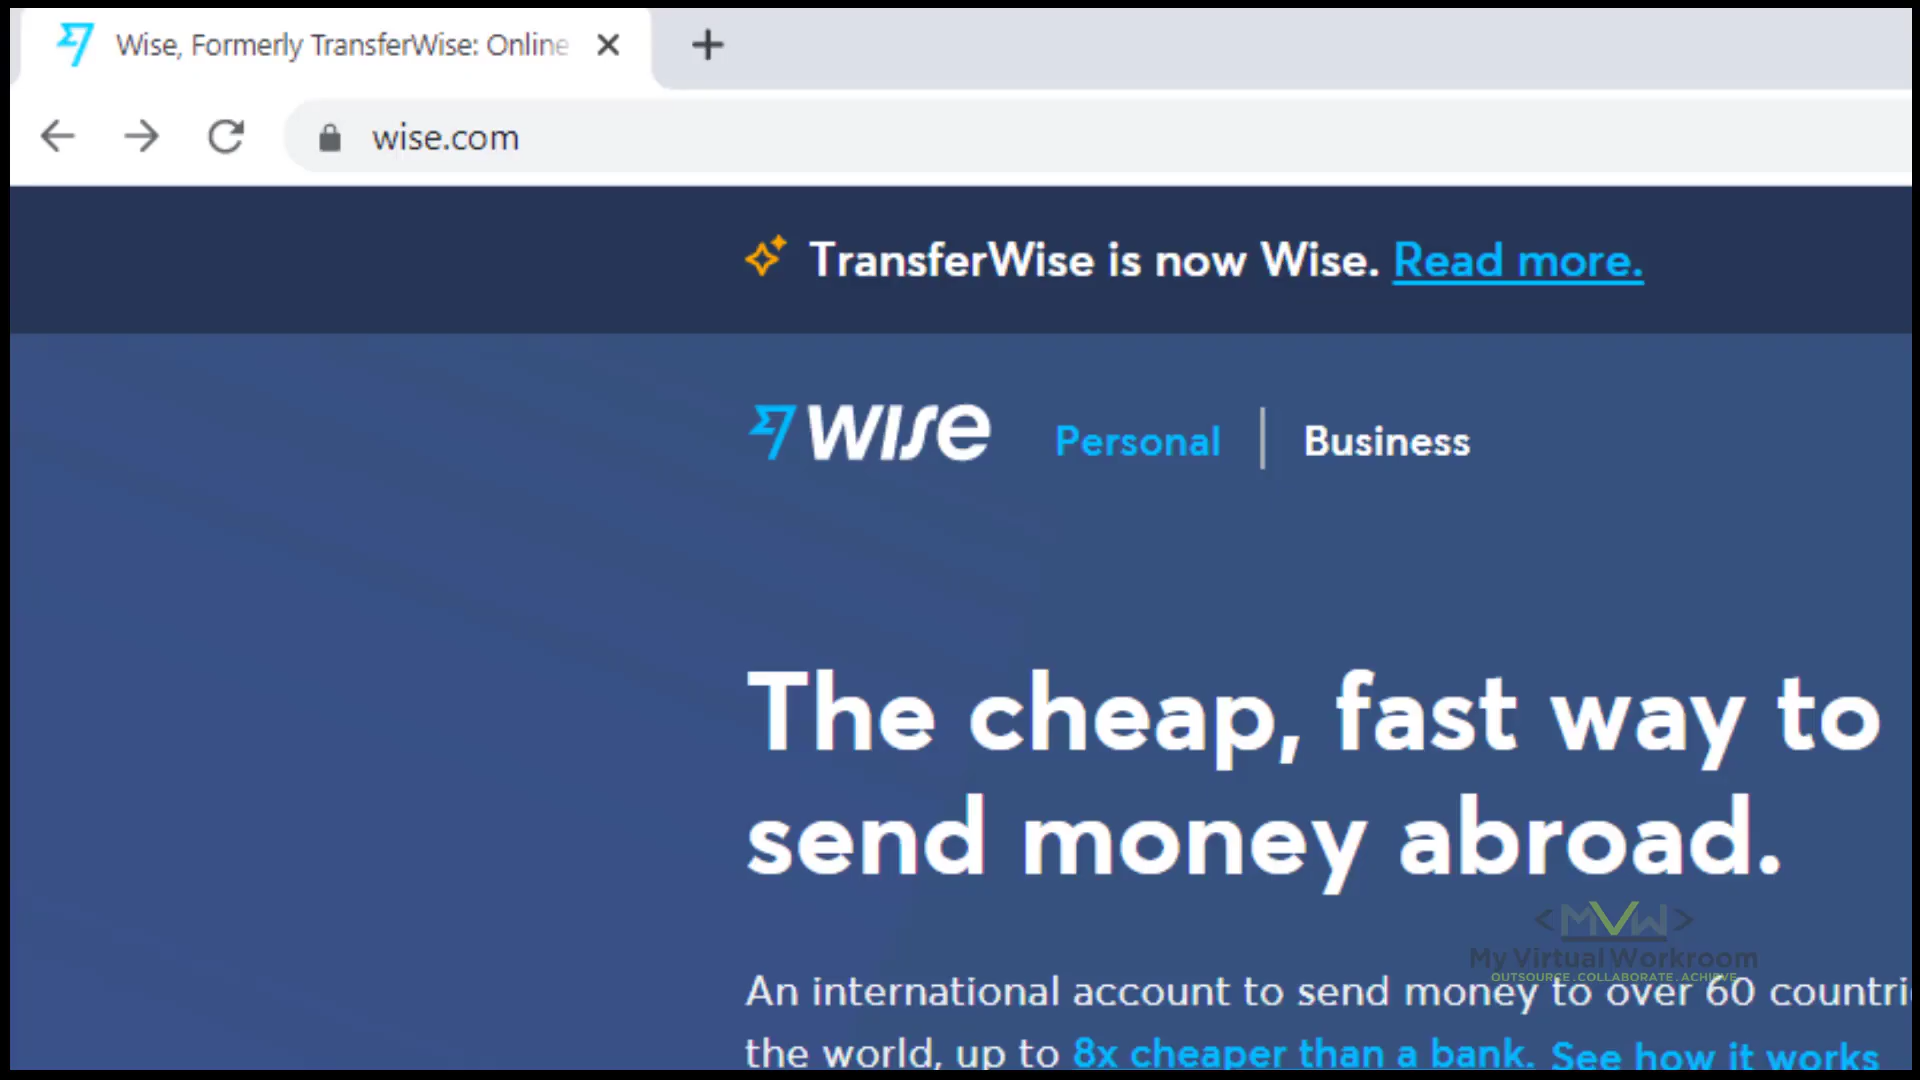 Wise, Formerly TransferWise: Online
wise.com
TransferWise is now Wise. Read more.
wise Personal | Business
The cheap, fast way to
send money abroad.
<MVW>
My Virtual Workroom
OUTSOURCE.COLLABORATE.ACHIEVE
An international account to send money to over 60 countri
the world, up to 8x cheaper than a bank. See how it works